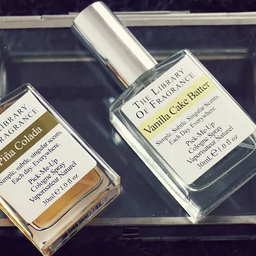 The Library
Of Fragrance
Piña Colada
Simple, Subtle, Singular Scents.
Each day. Everywhere.
Pick-Me-Up
Cologne Spray
Vaporisateur Naturel
30ml e 1.0 fl oz
The Library
Of Fragrance
Vanilla Cake Batter
Simple, Subtle, Singular Scents.
Each Day. Everywhere.
Pick-Me-Up
Cologne Spray
Vaporisateur Naturel
30ml e 1.0 fl oz